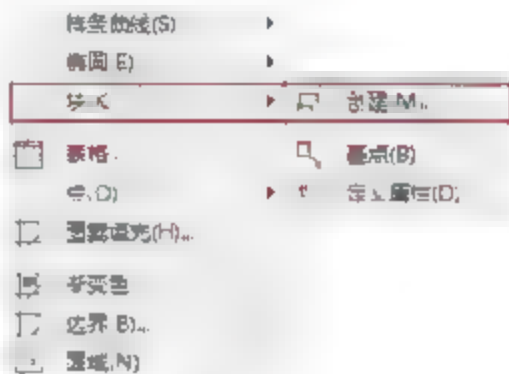 样条曲线(S)
椭圆(E)
块(K)
创建(M)...
表格...
基点(B)
点(O)
定义属性(D)...
图案填充(H)...
渐变色...
边界(B)...
面域(N)